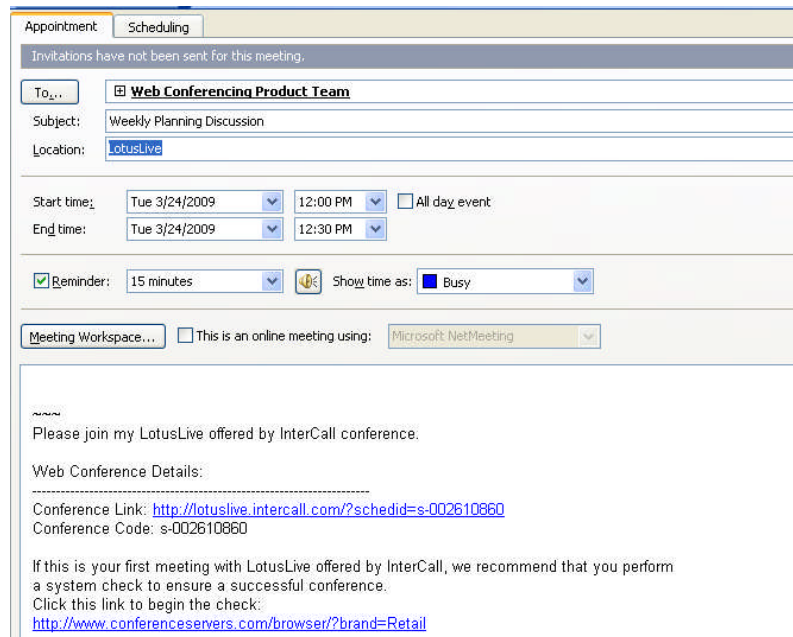 Appointment Scheduling
Invitations have not been sent for this meeting.
To... Web Conferencing Product Team
Subject: Weekly Planning Discussion
Location: LotusLive
Start time: Tue 3/24/2009 12:00 PM All day event
End time: Tue 3/24/2009 12:30 PM
Reminder: 15 minutes Show time as: Busy
Meeting Workspace... This is an online meeting using: Microsoft NetMeeting
~~~
Please join my LotusLive offered by InterCall conference.
Web Conference Details:
------------------------------------------------------------------------
Conference Link: http://lotuslive.intercall.com/?schedid=s-002610860
Conference Code: s-002610860
If this is your first meeting with LotusLive offered by InterCall, we recommend that you perform
a system check to ensure a successful conference.
Click this link to begin the check:
http://www.conferenceservers.com/browser/?brand=Retail